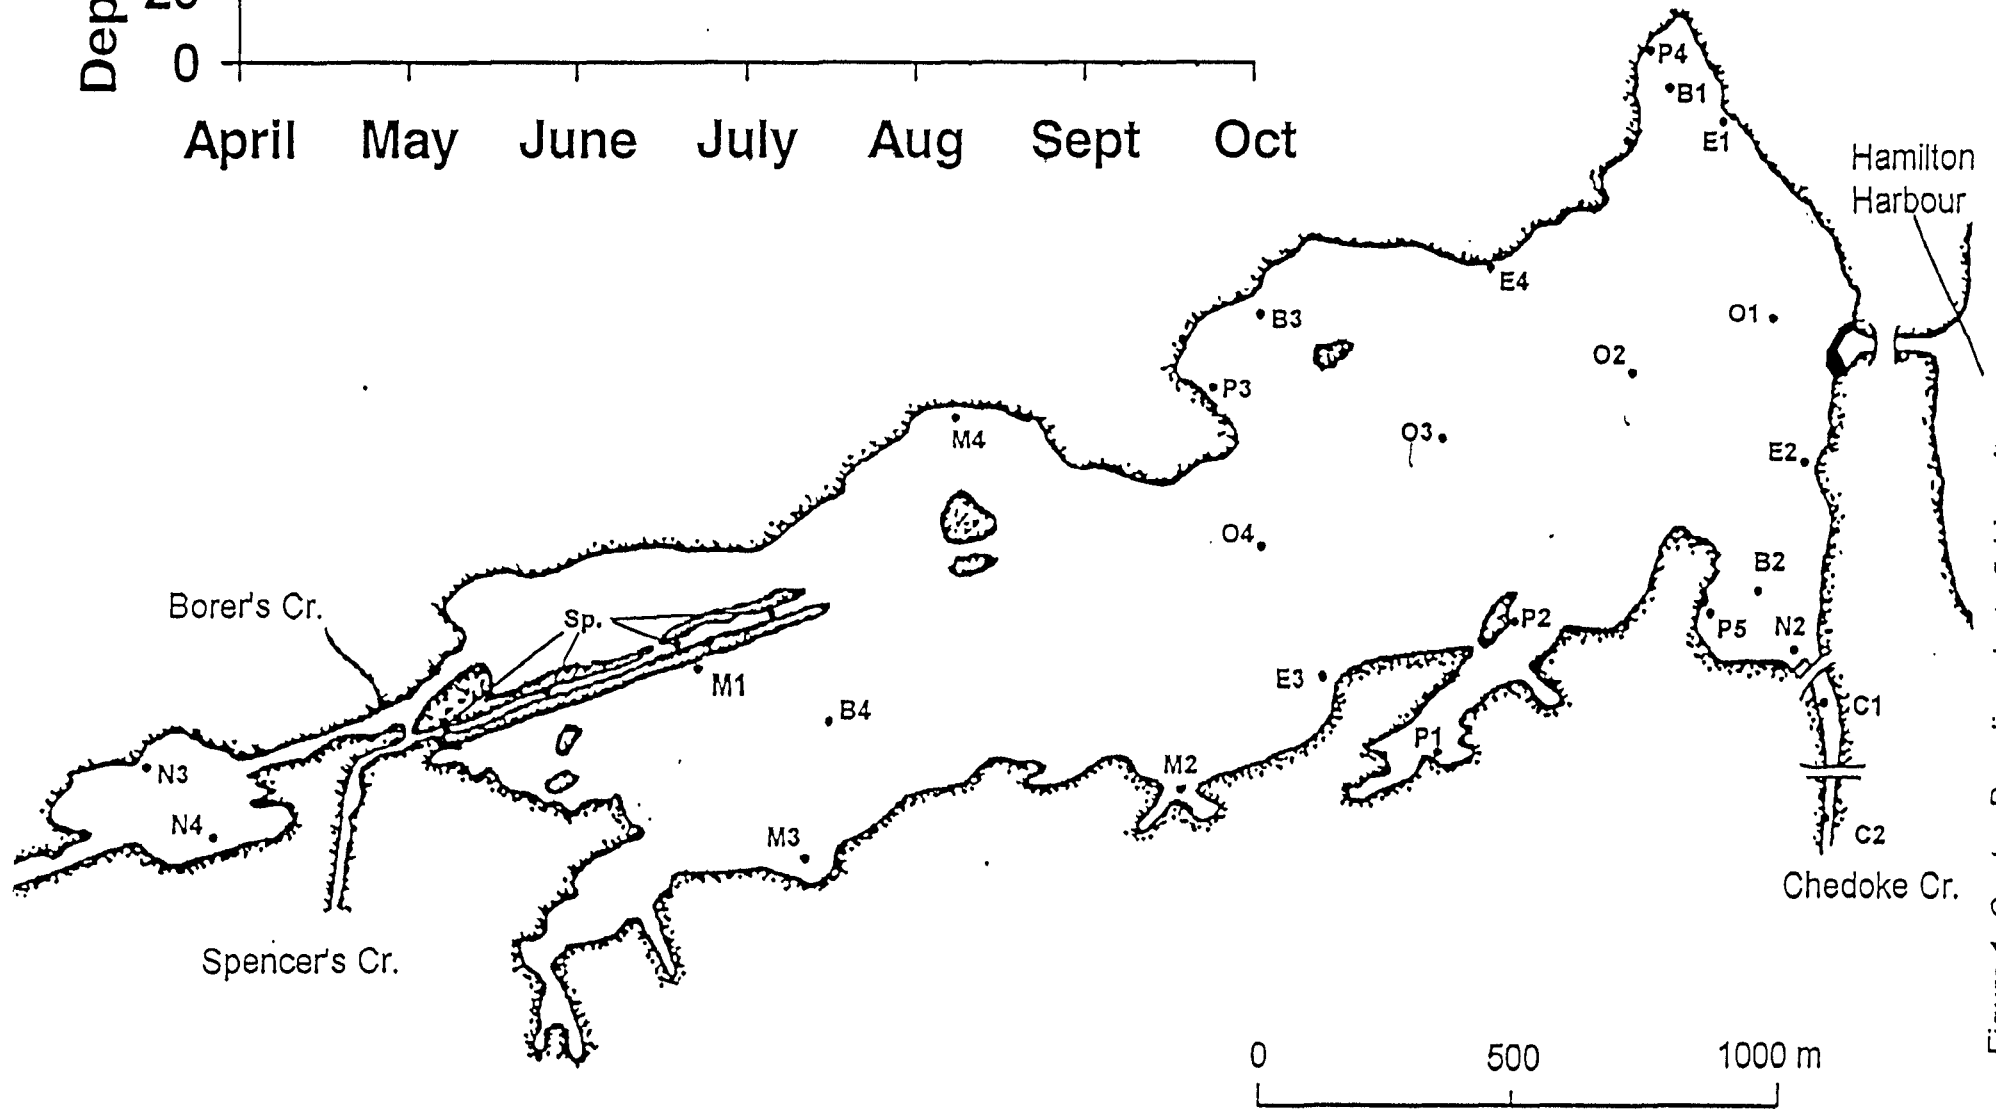 Dep
20
0
April May June July Aug Sept Oct
P4
B1
E1
Hamilton
Harbour
E4
B3
O1
O2
P3
M4
O3
E2
O4
B2
Borer's Cr.
Sp.
P2
P5
N2
M1
E3
B4
C1
P1
N3
M2
N4
M3
C2
Chedoke Cr.
Spencer's Cr.
0 500 1000 m